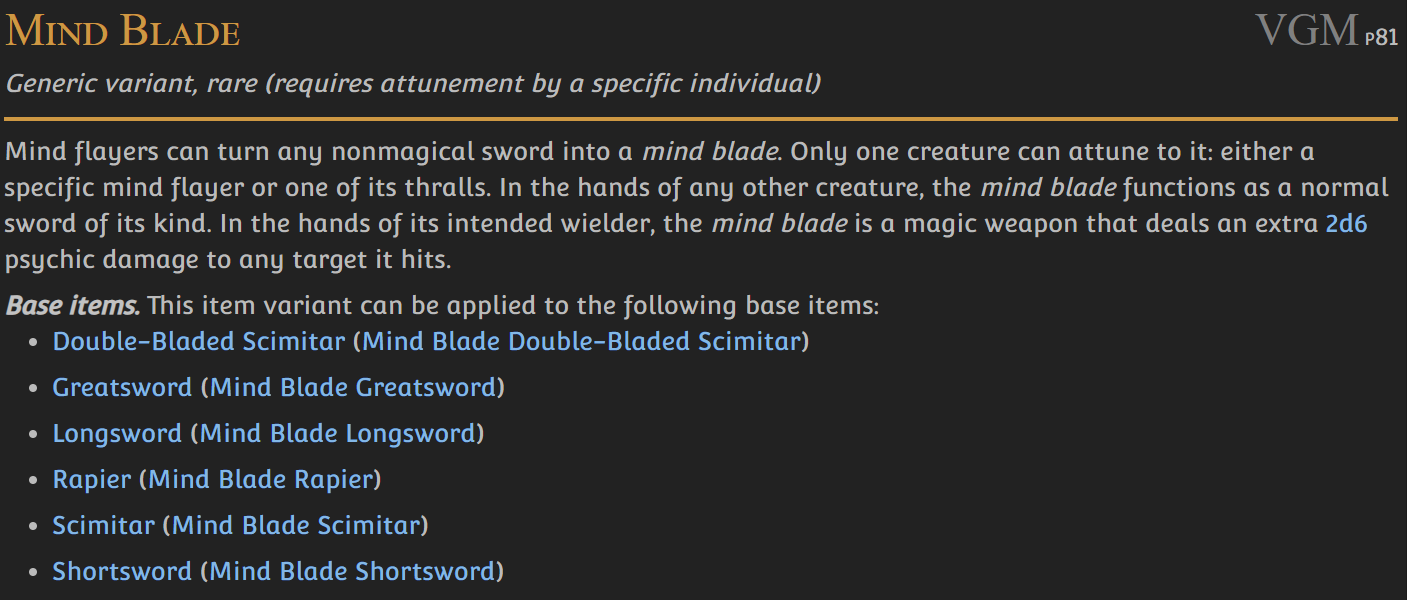 Mind Blade
VGM p81
Generic variant, rare (requires attunement by a specific individual)
Mind flayers can turn any nonmagical sword into a mind blade. Only one creature can attune to it: either a
specific mind flayer or one of its thralls. In the hands of any other creature, the mind blade functions as a normal
sword of its kind. In the hands of its intended wielder, the mind blade is a magic weapon that deals an extra 2d6
psychic damage to any target it hits.
Base items. This item variant can be applied to the following base items:
• Double-Bladed Scimitar (Mind Blade Double-Bladed Scimitar)
• Greatsword (Mind Blade Greatsword)
• Longsword (Mind Blade Longsword)
• Rapier (Mind Blade Rapier)
• Scimitar (Mind Blade Scimitar)
• Shortsword (Mind Blade Shortsword)